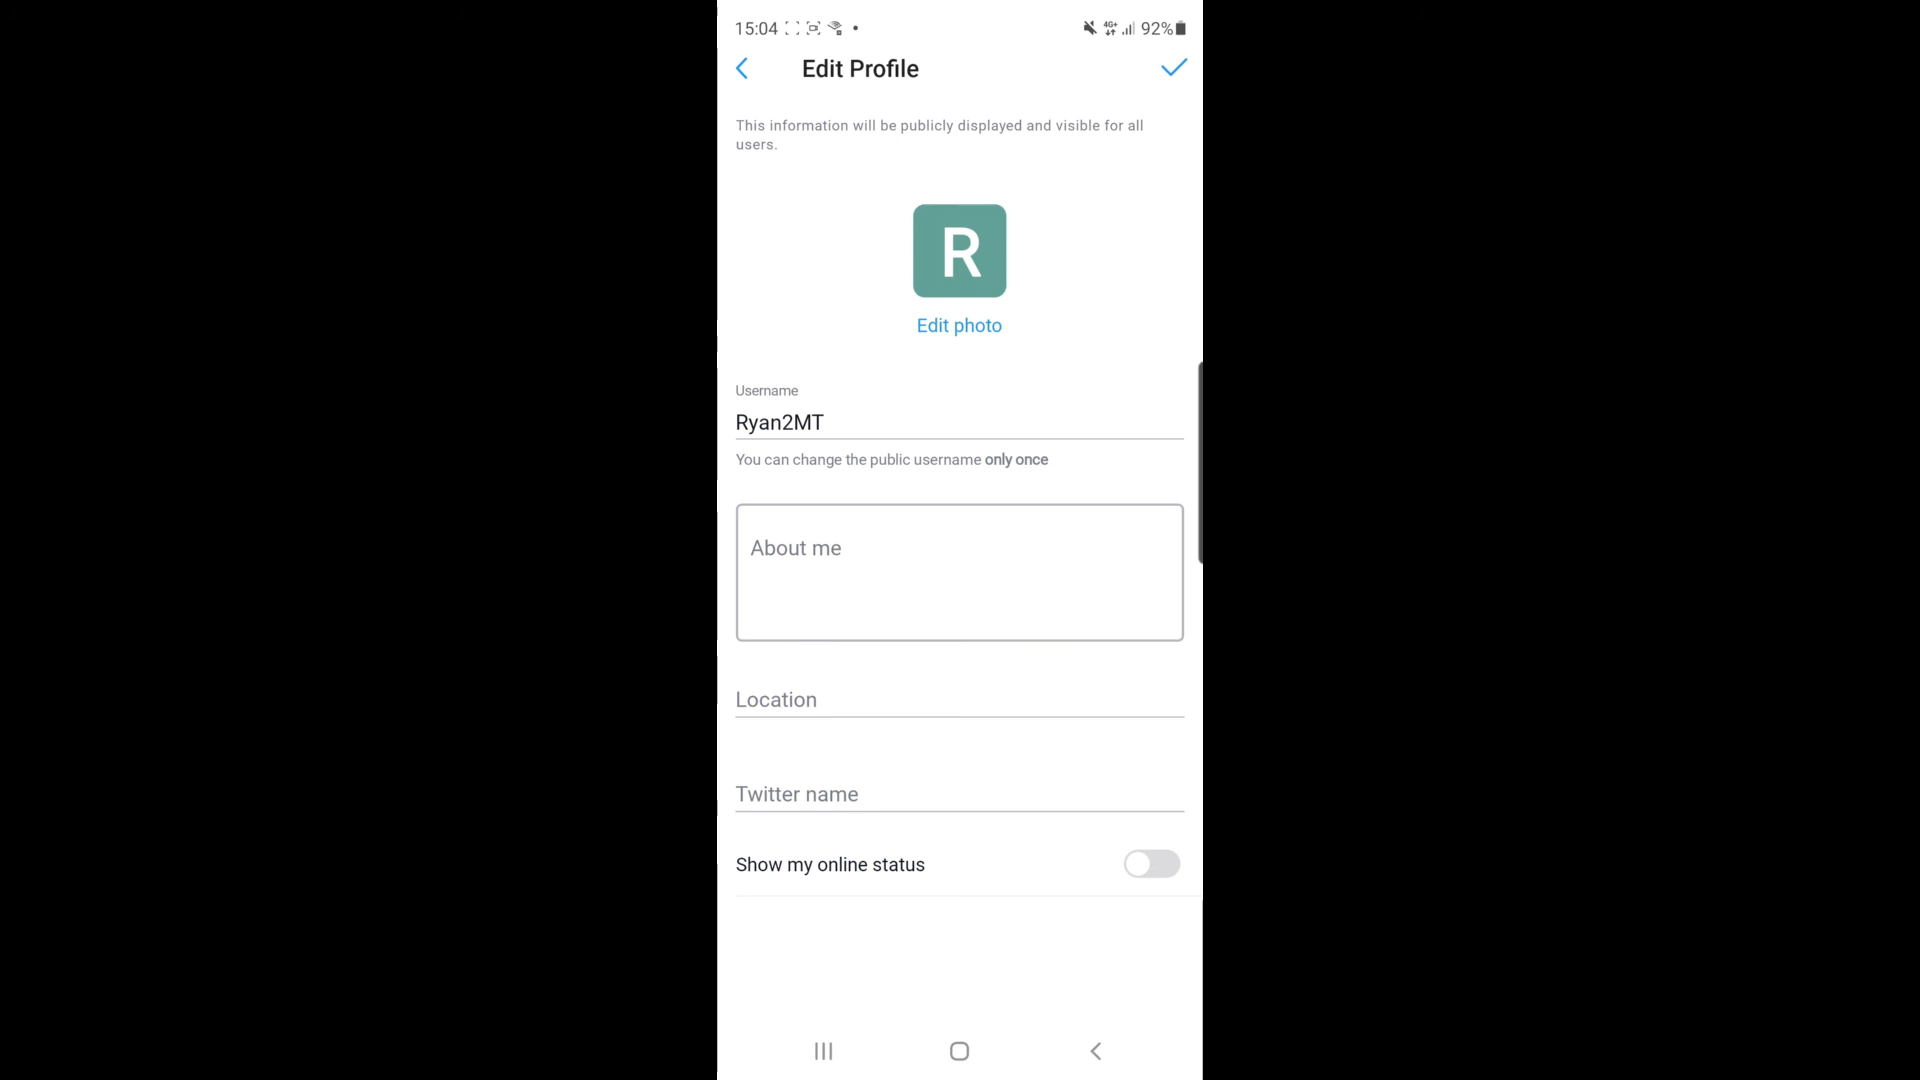 15:04
4G+
92%
Edit Profile
This information will be publicly displayed and visible for all
users.
R
Edit photo
Username
Ryan2MT
You can change the public username only once
About me
Location
Twitter name
Show my online status